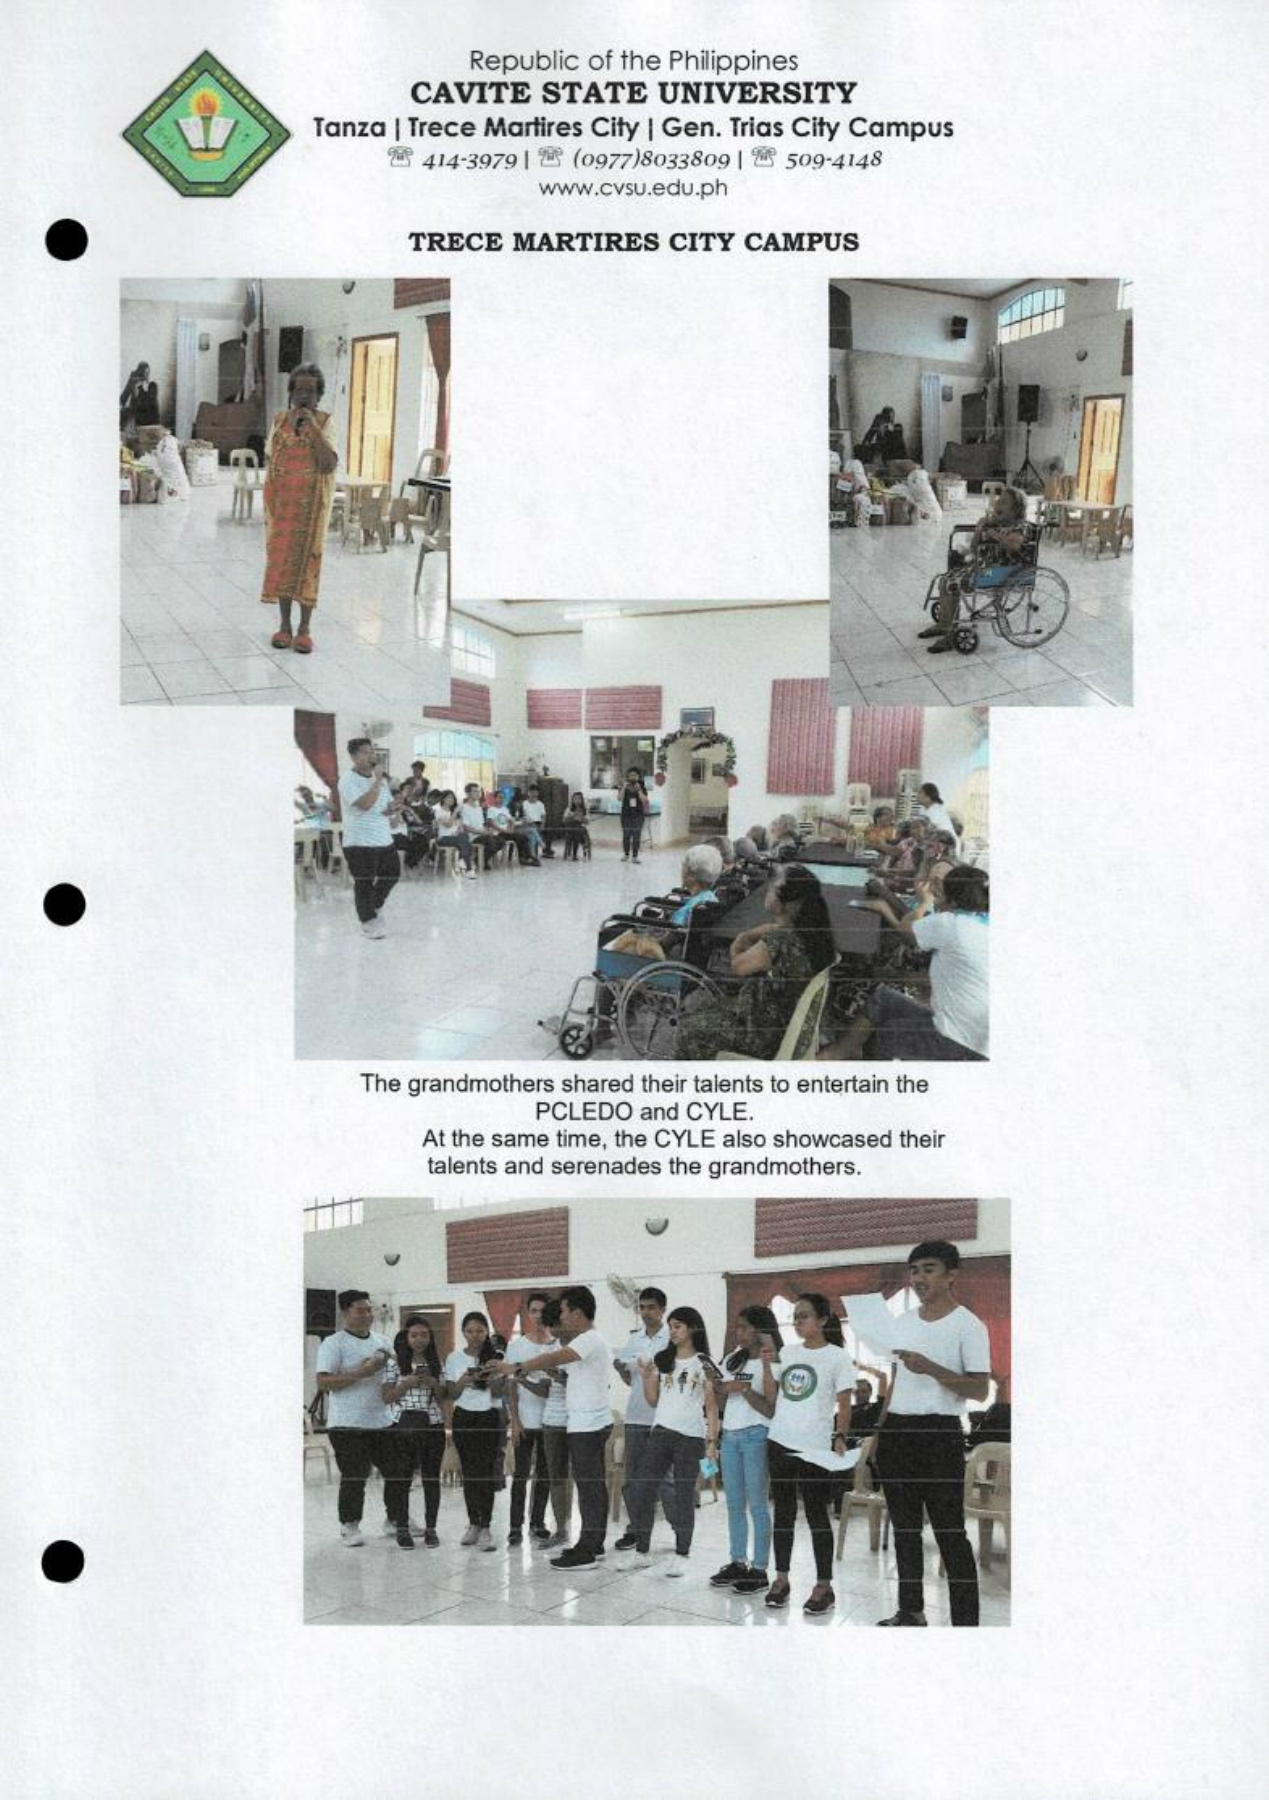 Republic of the Philippines
CAVITE STATE UNIVERSITY
Tanza | Trece Martires City | Gen. Trias City Campus
☏ 414-3979 | ☏ (0977)8033809 | ☏ 509-4148
www.cvsu.edu.ph
TRECE MARTIRES CITY CAMPUS
The grandmothers shared their talents to entertain the
PCLEDO and CYLE.
At the same time, the CYLE also showcased their
talents and serenades the grandmothers.